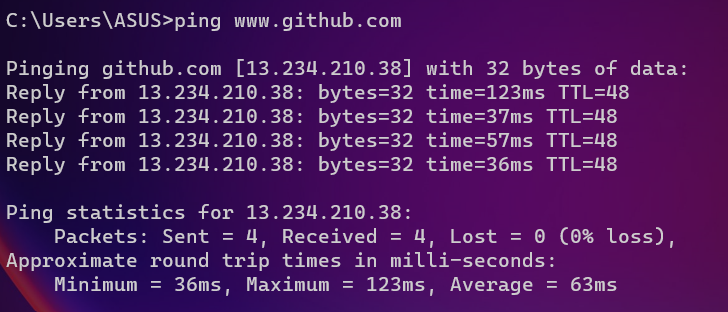 C:\Users\ASUS>ping www.github.com
Pinging github.com [13.234.210.38] with 32 bytes of data:
Reply from 13.234.210.38: bytes=32 time=123ms TTL=48
Reply from 13.234.210.38: bytes=32 time=37ms TTL=48
Reply from 13.234.210.38: bytes=32 time=57ms TTL=48
Reply from 13.234.210.38: bytes=32 time=36ms TTL=48
Ping statistics for 13.234.210.38:
    Packets: Sent = 4, Received = 4, Lost = 0 (0% loss),
Approximate round trip times in milli-seconds:
    Minimum = 36ms, Maximum = 123ms, Average = 63ms